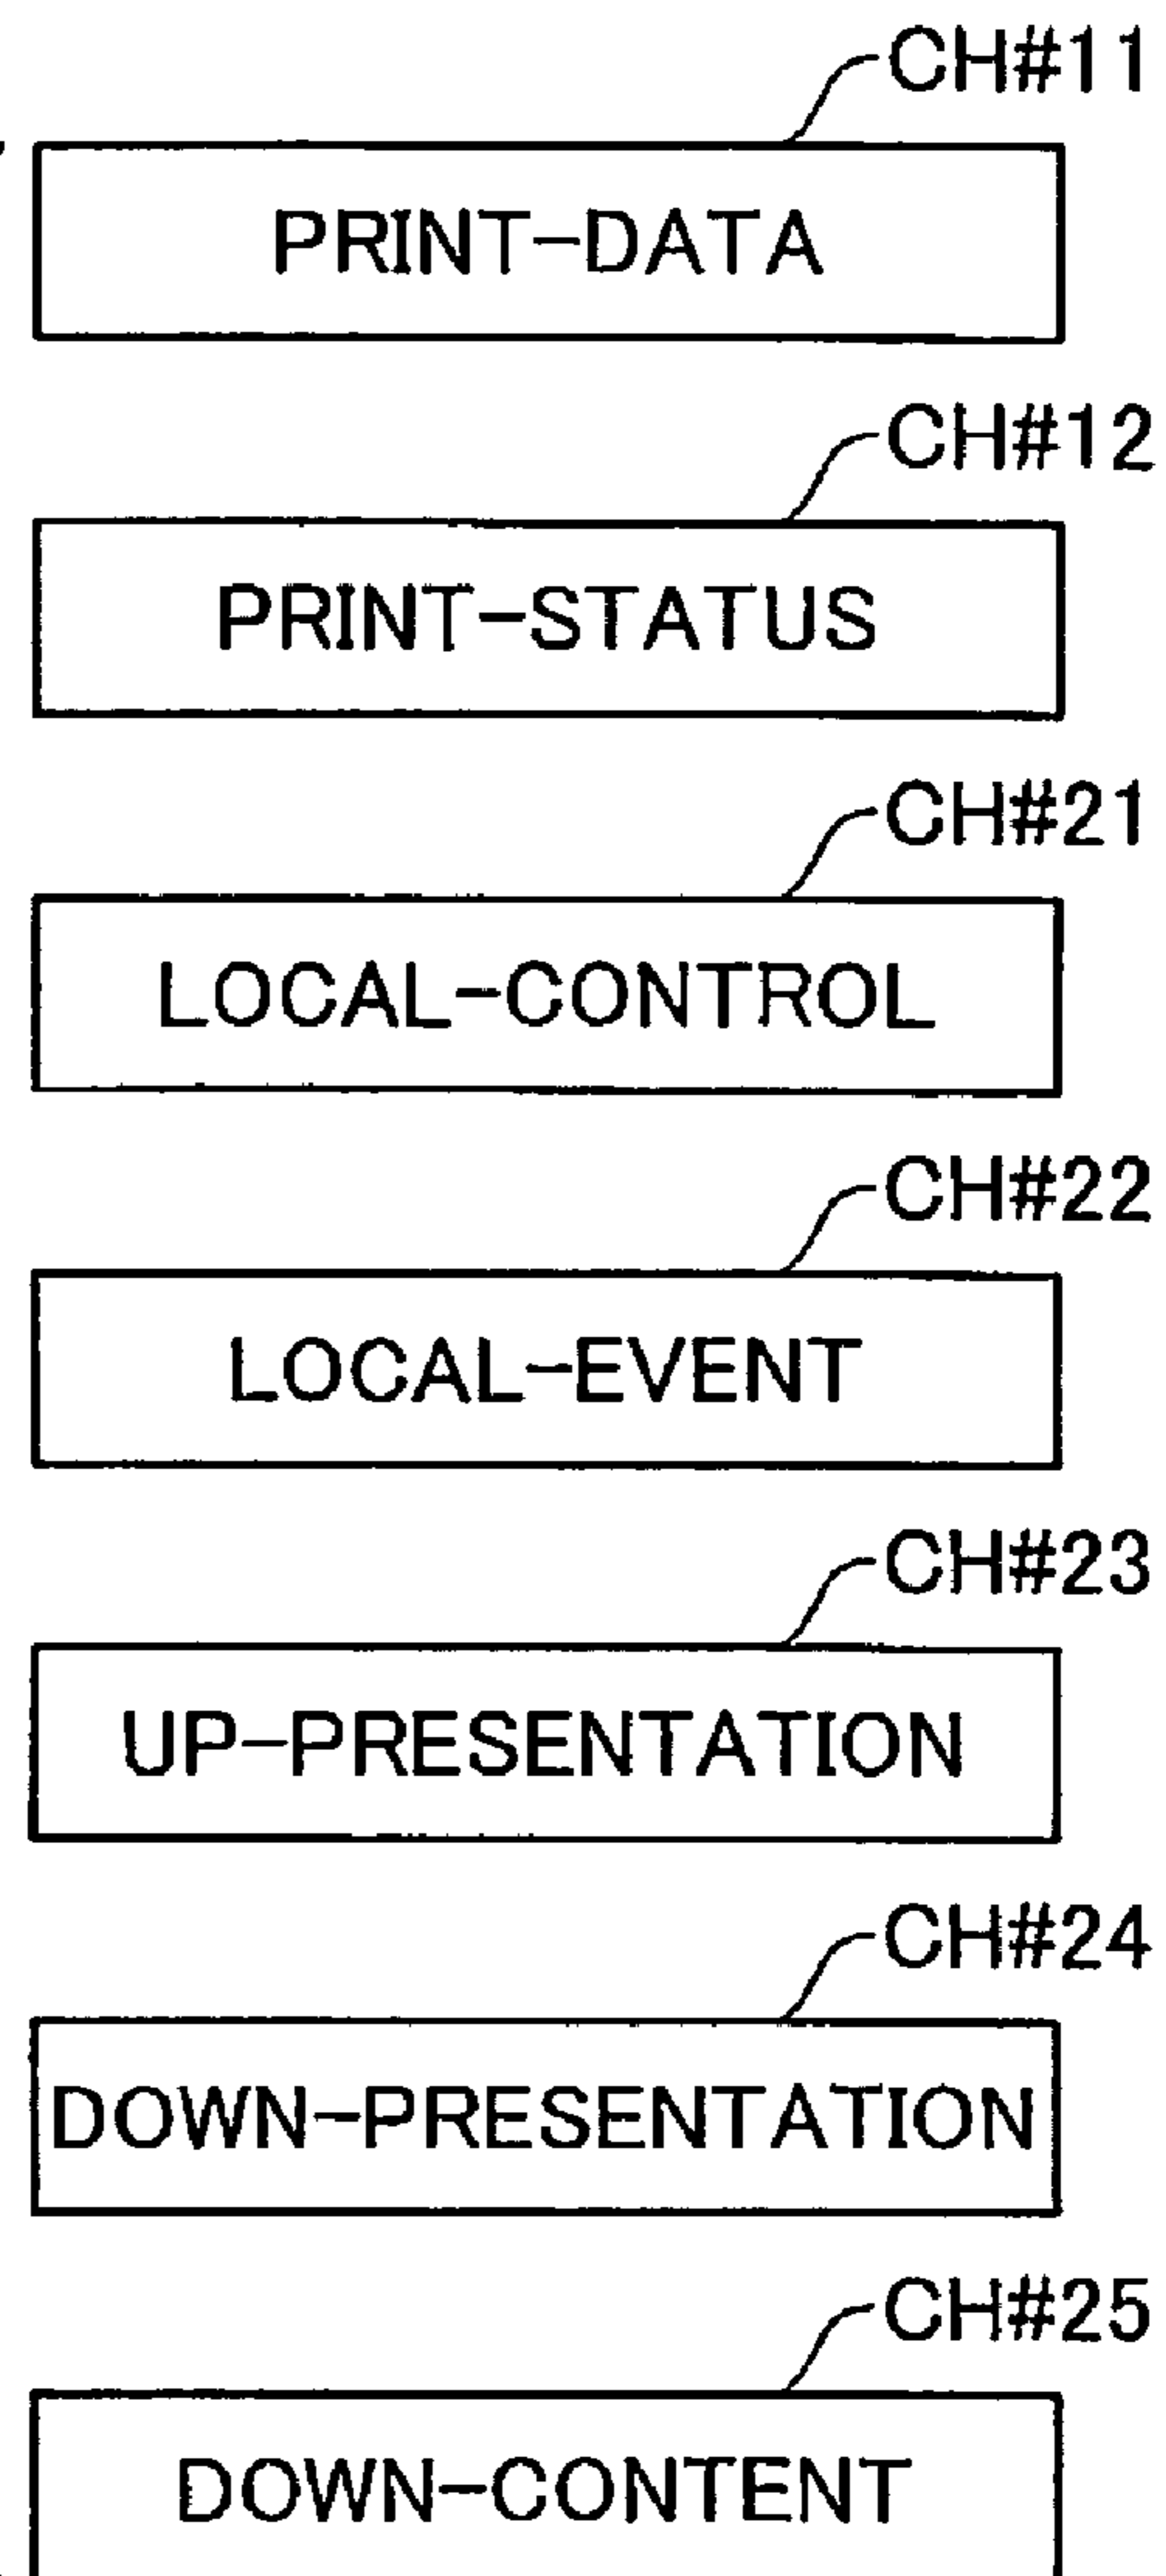 CH#11
PRINT-DATA
CH#12
PRINT-STATUS
CH#21
LOCAL-CONTROL
CH#22
LOCAL-EVENT
CH#23
UP-PRESENTATION
CH#24
DOWN-PRESENTATION
CH#25
DOWN-CONTENT